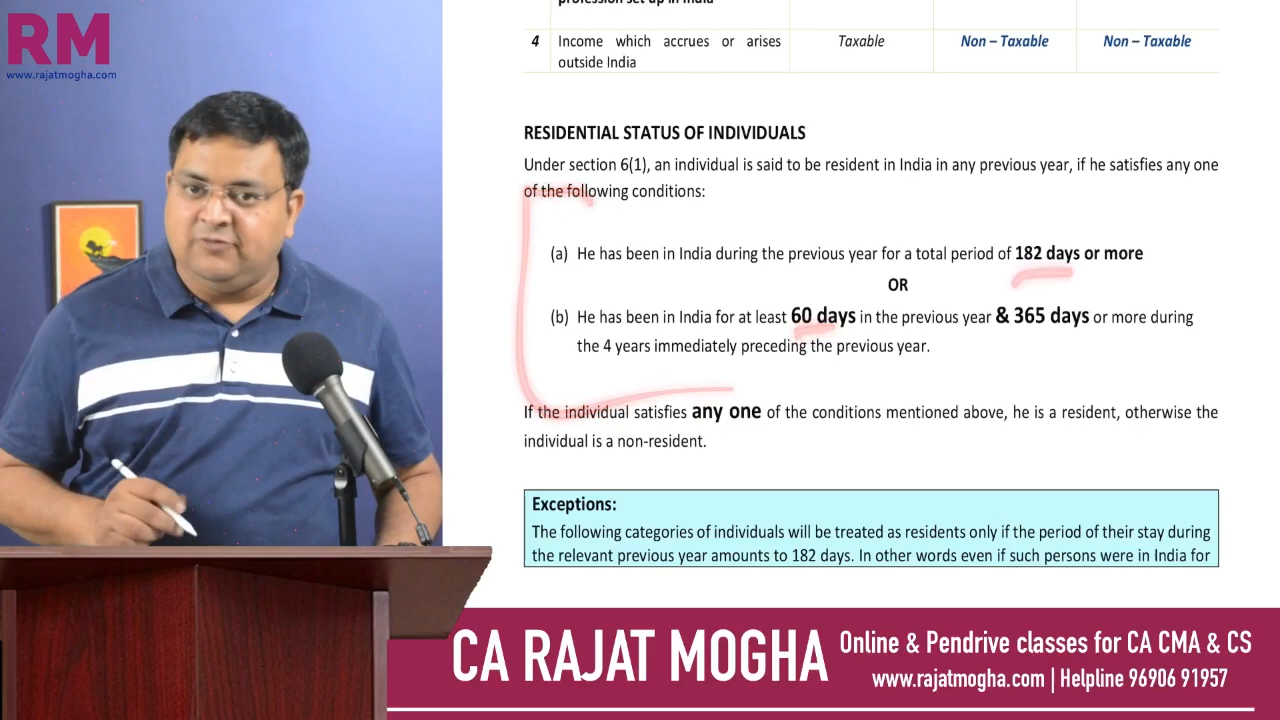 RM
www.rajatmogha.com
profession set up in India
4 Income which accrues or arises Taxable Non – Taxable Non – Taxable
outside India
RESIDENTIAL STATUS OF INDIVIDUALS
Under section 6(1), an individual is said to be resident in India in any previous year, if he satisfies any one
of the following conditions:
(a) He has been in India during the previous year for a total period of 182 days or more
OR
(b) He has been in India for at least 60 days in the previous year & 365 days or more during
the 4 years immediately preceding the previous year.
If the individual satisfies any one of the conditions mentioned above, he is a resident, otherwise the
individual is a non-resident.
Exceptions:
The following categories of individuals will be treated as residents only if the period of their stay during
the relevant previous year amounts to 182 days. In other words even if such persons were in India for
CA RAJAT MOGHA
Online & Pendrive classes for CA CMA & CS
www.rajatmogha.com | Helpline 96906 91957